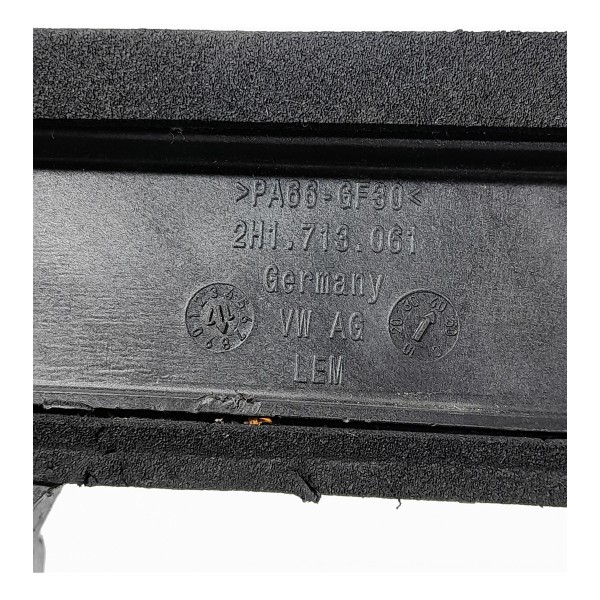 >PA66-GF30<
2H1.713.061
Germany
VW AG
LEM